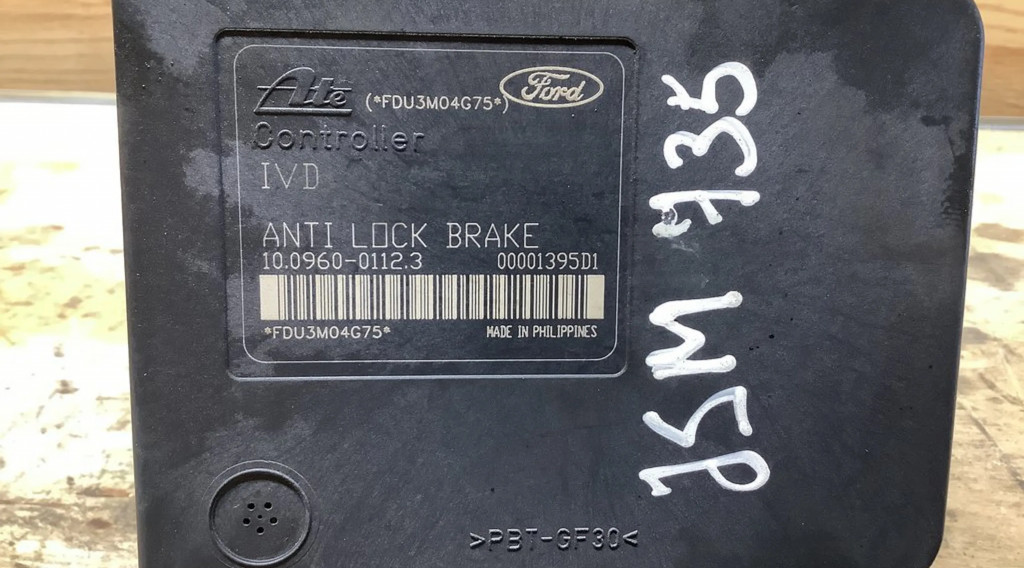 Ate (*FDU3M04G75*) Ford
Controller
IVD
ANTI LOCK BRAKE
10.0960-0112.3 00001395D1
*FDU3M04G75*
MADE IN PHILIPPINES
>PBT-GF30<